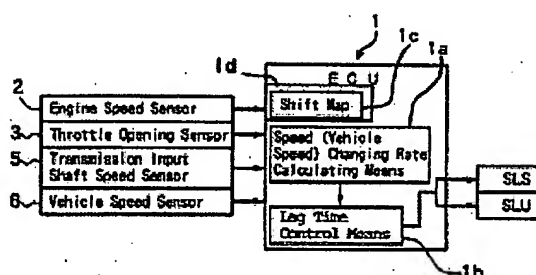 1
1d
1c
1a
E C U
2
Engine Speed Sensor
Shift Map
3
Throttle Opening Sensor
5
Transmission Input
Shaft Speed Sensor
Speed (Vehicle
Speed) Changing Rate
Calculating Means
6
Vehicle Speed Sensor
SLS
SLU
Lag Time
Control Means
1b